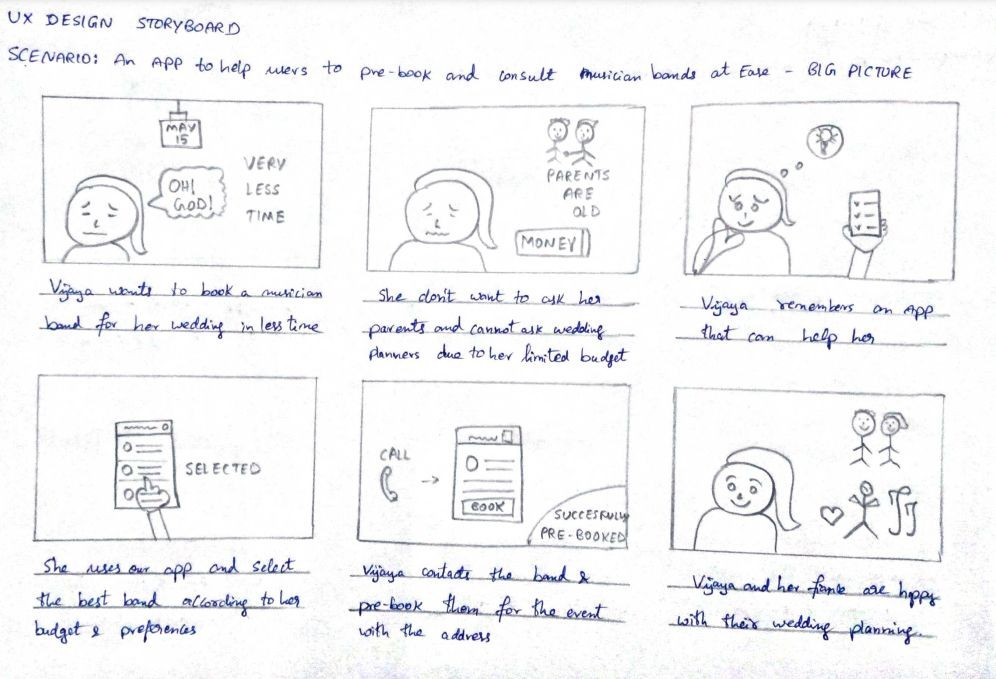 UX DESIGN STORYBOARD
SCENARIO: An APP to help users to pre-book and consult musician bands at Ease - BIG PICTURE
MAY
15
OH!
GOD!
VERY
LESS
TIME
Vijaya wants to book a musician
band for her wedding in less time
PARENTS
ARE
OLD
MONEY
She don't want to ask her
parents and cannot ask wedding
planners due to her limited budget
Vijaya remembers an APP
that can help her
SELECTED
She uses our app and select
the best band according to her
budget & preferences
CALL
BOOK
SUCCESFULLY
PRE-BOOKED
Vijaya contacts the band &
pre-book them for the event
with the address
Vijaya and her fiance are happy
with their wedding planning.